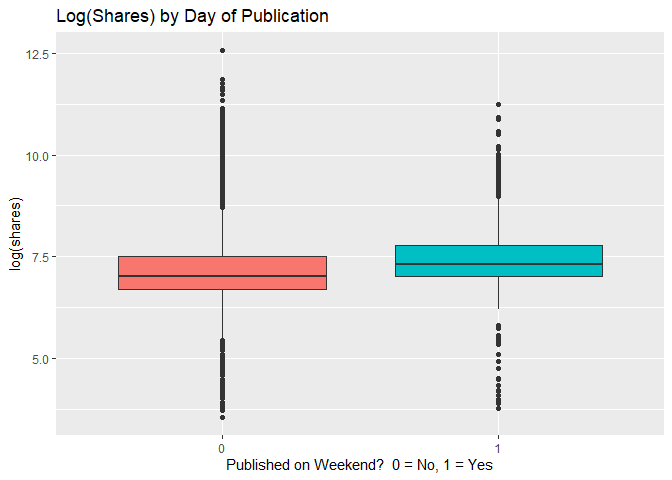 Log(Shares) by Day of Publication
12.5
10.0
7.5
5.0
log(shares)
0
1
Published on Weekend?  0 = No, 1 = Yes